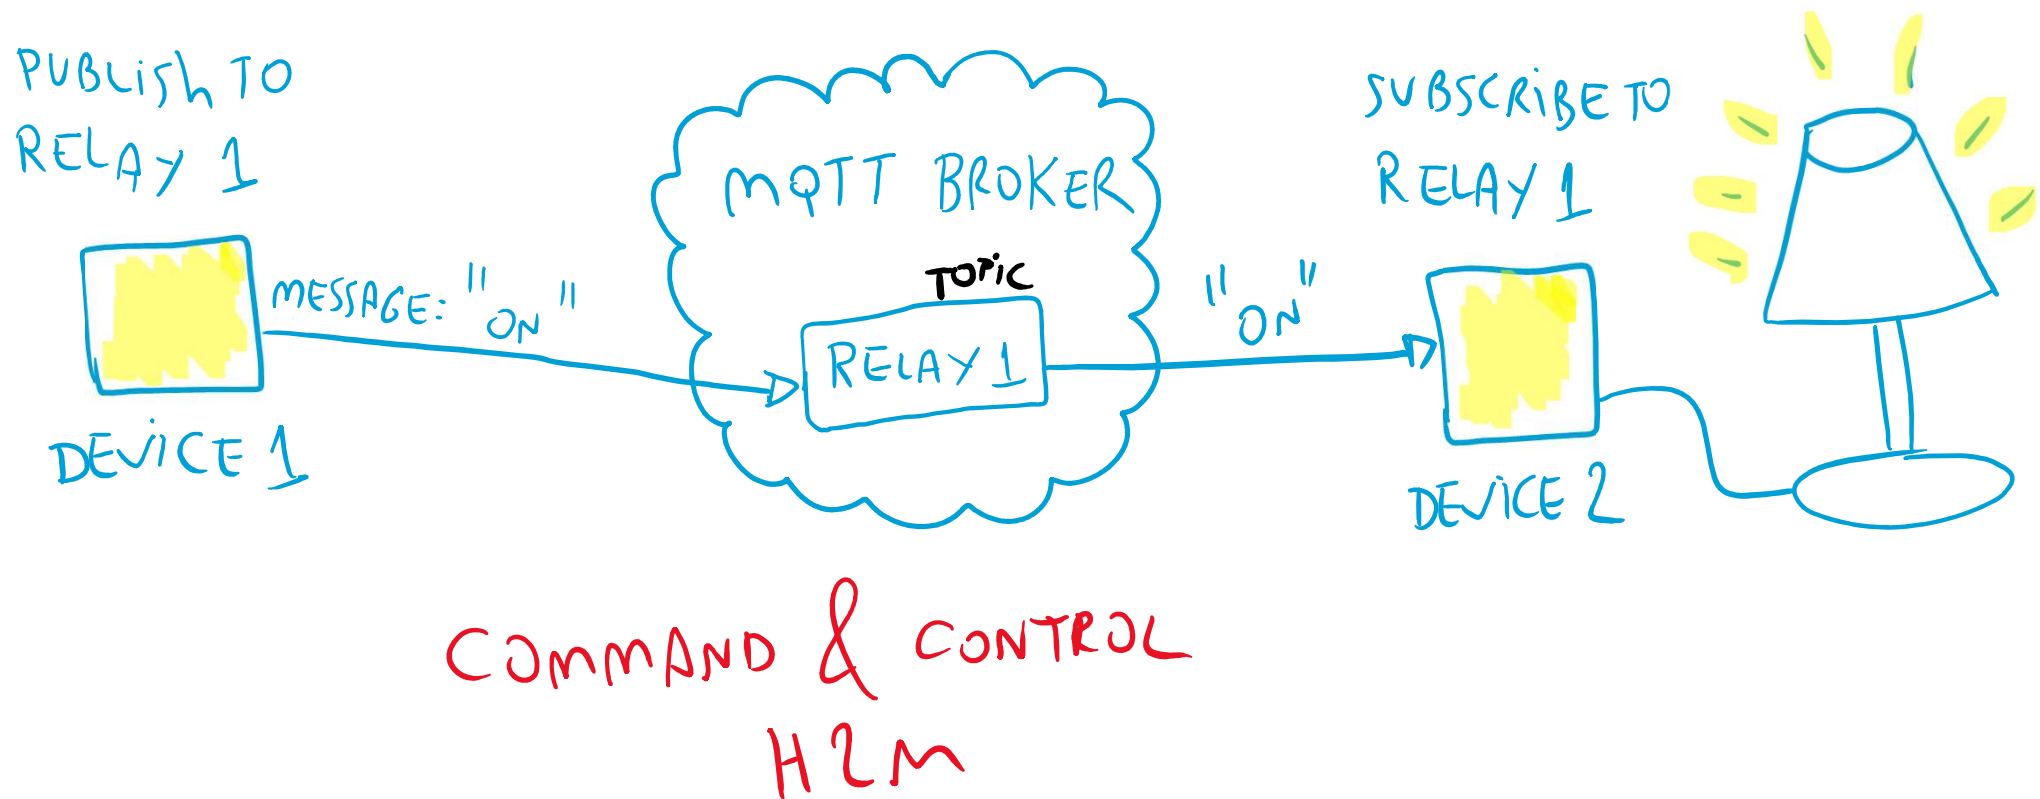 PUBLISH TO
RELAY 1
MESSAGE: "ON"
DEVICE 1
MQTT BROKER
TOPIC
RELAY 1
"ON"
SUBSCRIBE TO
RELAY 1
DEVICE 2
COMMAND & CONTROL
H2M